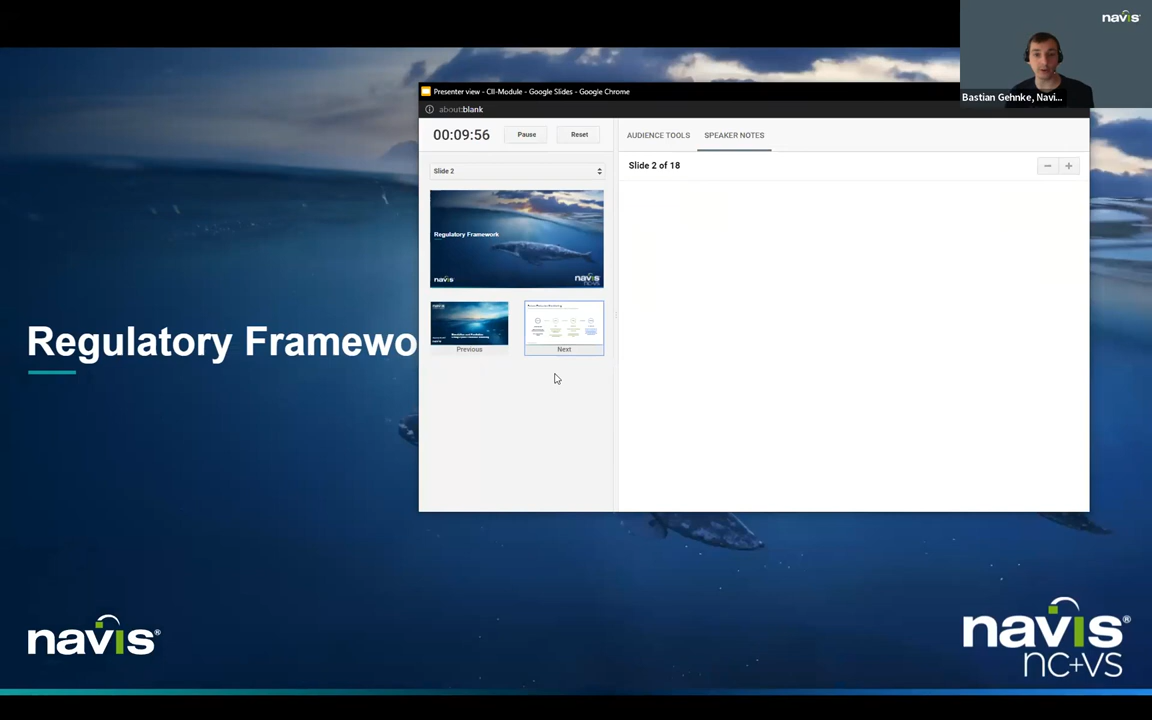 navis
Bastian Gehnke, Navi...
Presenter view - CII-Module - Google Slides - Google Chrome
about:blank
00:09:56
Pause
Reset
AUDIENCE TOOLS
SPEAKER NOTES
Slide 2
Slide 2 of 18
− +
Regulatory Framework
navis
navis
Previous
Next
Regulatory Framewo
navis®
navis®
nc+vs